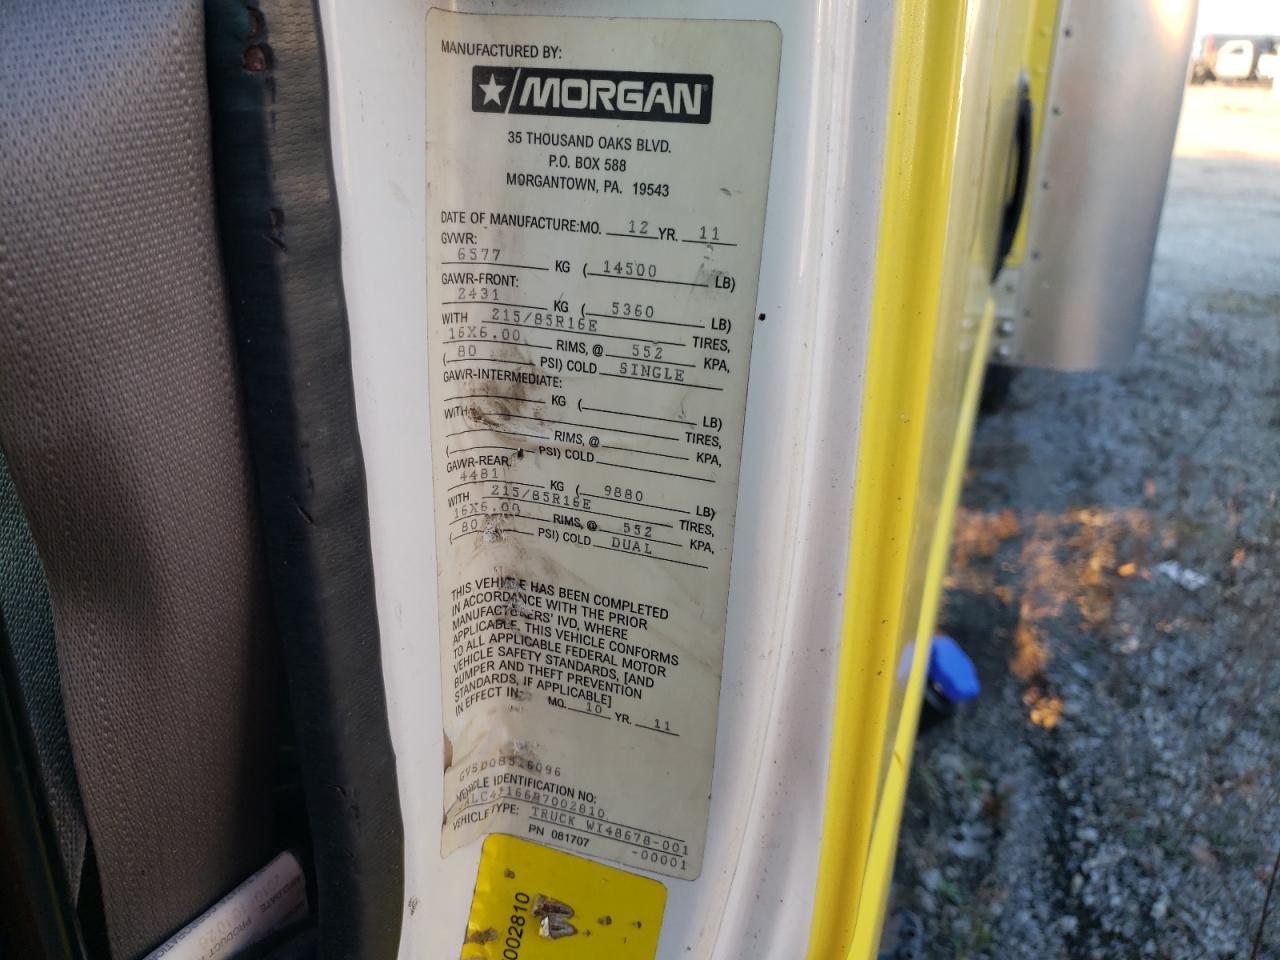 MANUFACTURED BY:
MORGAN
35 THOUSAND OAKS BLVD.
P.O. BOX 588
MORGANTOWN, PA. 19543
DATE OF MANUFACTURE:MO. 12 YR. 11
GVWR:
6577 KG (14500 LB)
GAWR-FRONT:
2431 KG (5360 LB)
WITH 215/85R16E TIRES,
16X6.00 RIMS, @ 552 KPA,
(80 PSI) COLD SINGLE
GAWR-INTERMEDIATE:
KG ( LB)
WITH TIRES,
RIMS, @ KPA,
( PSI) COLD
GAWR-REAR
4481 KG (9880 LB)
WITH 215/85R16E TIRES,
16X6.00 RIMS, @ 552 KPA,
(80 PSI) COLD DUAL
THIS VEHICLE HAS BEEN COMPLETED
IN ACCORDANCE WITH THE PRIOR
MANUFACTURERS' IVD, WHERE
APPLICABLE. THIS VEHICLE CONFORMS
TO ALL APPLICABLE FEDERAL MOTOR
VEHICLE SAFETY STANDARDS, [AND
BUMPER AND THEFT PREVENTION
STANDARDS, IF APPLICABLE]
IN EFFECT IN: MO. 10 YR. 11
VEHICLE IDENTIFICATION NO:
VEHICLE TYPE: TRUCK WI48678-001
PN 081707 -00001
002810